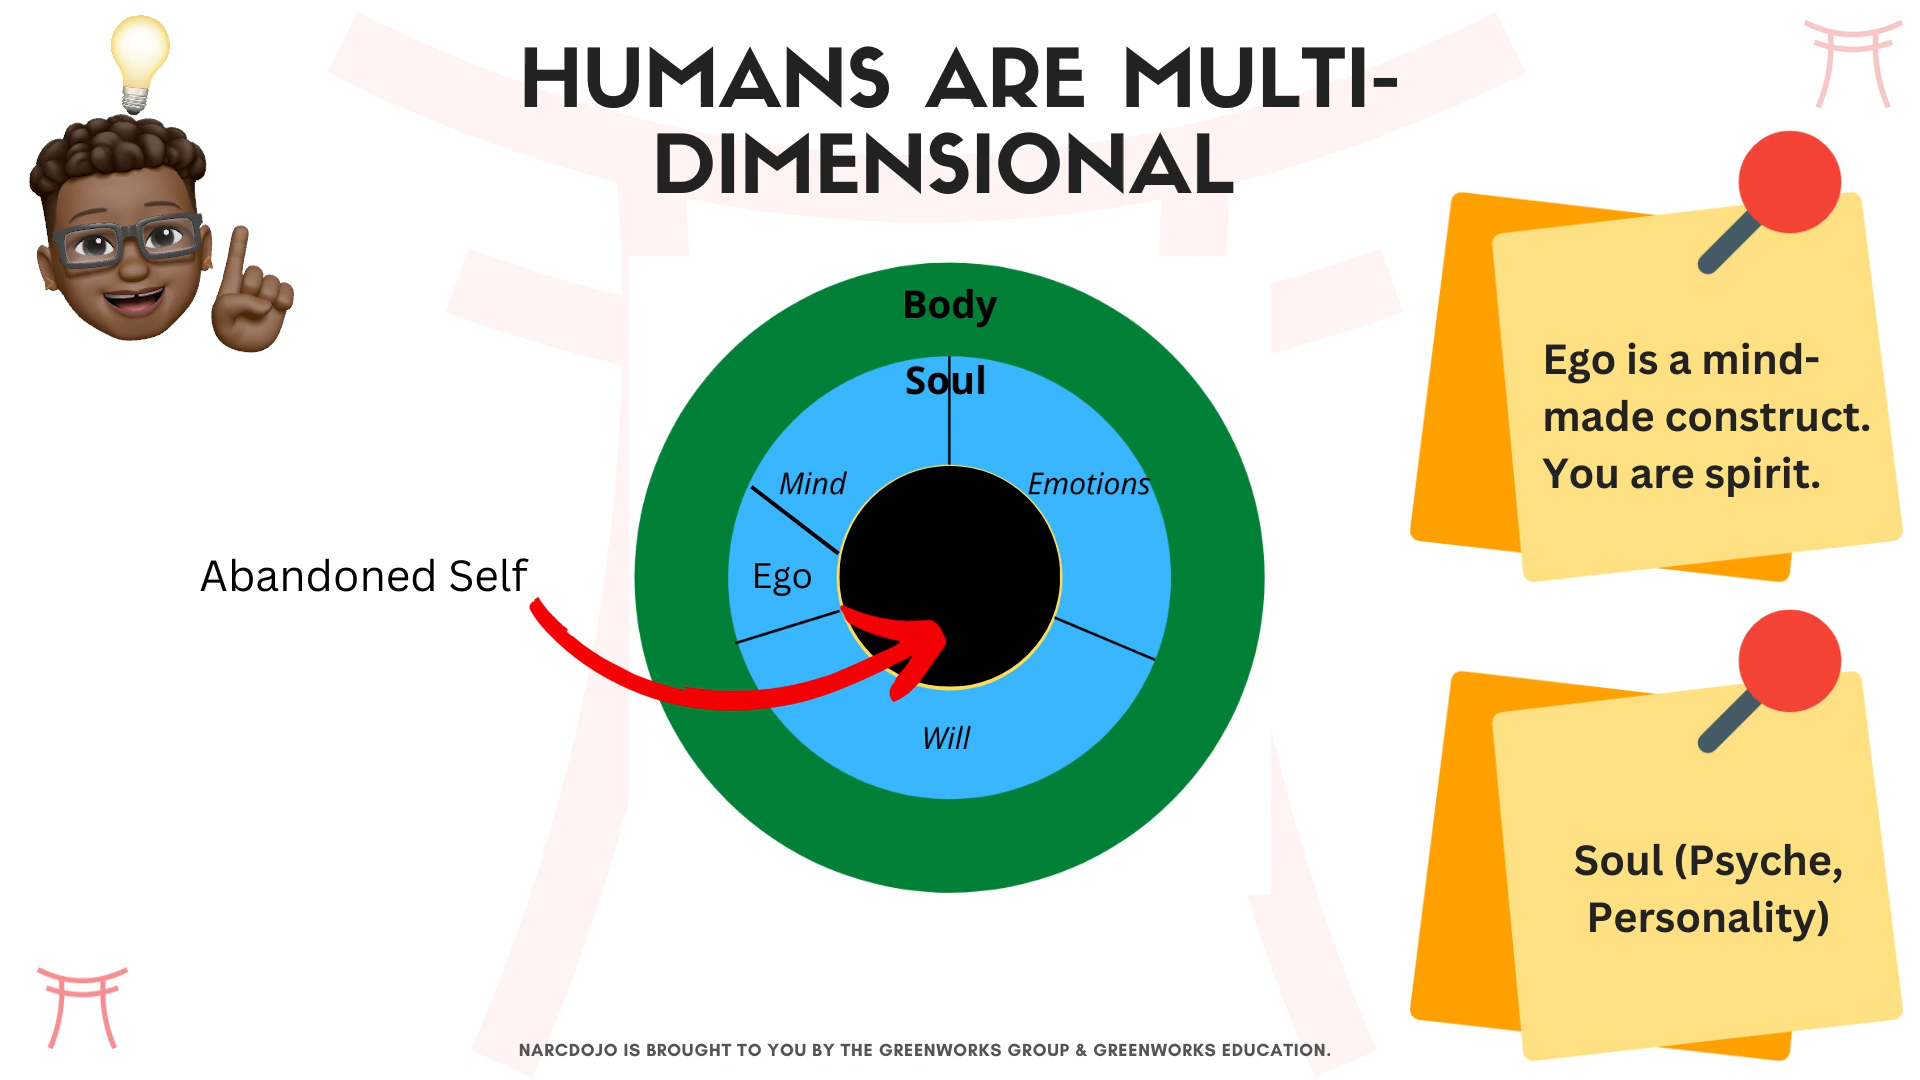 HUMANS ARE MULTI-
DIMENSIONAL
Body
Soul
Mind
Emotions
Ego
Will
Abandoned Self
Ego is a mind-
made construct.
You are spirit.
Soul (Psyche,
Personality)
NARCDOJO IS BROUGHT TO YOU BY THE GREENWORKS GROUP & GREENWORKS EDUCATION.